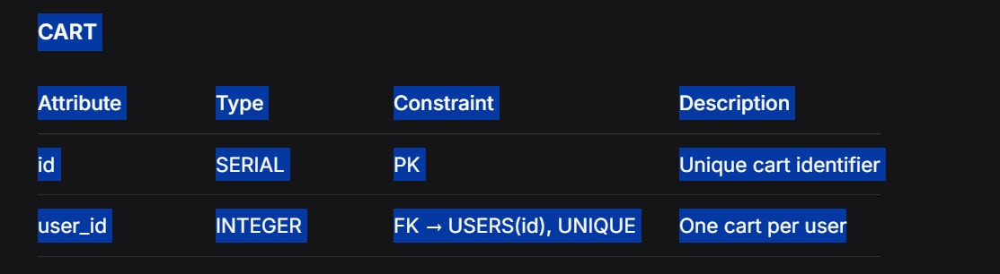 CART
Attribute Type Constraint Description
id SERIAL PK Unique cart identifier
user_id INTEGER FK → USERS(id), UNIQUE One cart per user